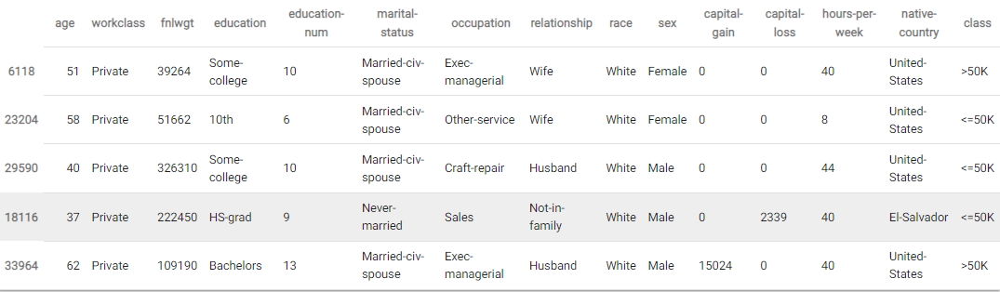 age workclass fnlwgt education education-num marital-status occupation relationship race sex capital-gain capital-loss hours-per-week native-country class
6118 51 Private 39264 Some-college 10 Married-civ-spouse Exec-managerial Wife White Female 0 0 40 United-States >50K
23204 58 Private 51662 10th 6 Married-civ-spouse Other-service Wife White Female 0 0 8 United-States <=50K
29590 40 Private 326310 Some-college 10 Married-civ-spouse Craft-repair Husband White Male 0 0 44 United-States <=50K
18116 37 Private 222450 HS-grad 9 Never-married Sales Not-in-family White Male 0 2339 40 El-Salvador <=50K
33964 62 Private 109190 Bachelors 13 Married-civ-spouse Exec-managerial Husband White Male 15024 0 40 United-States >50K